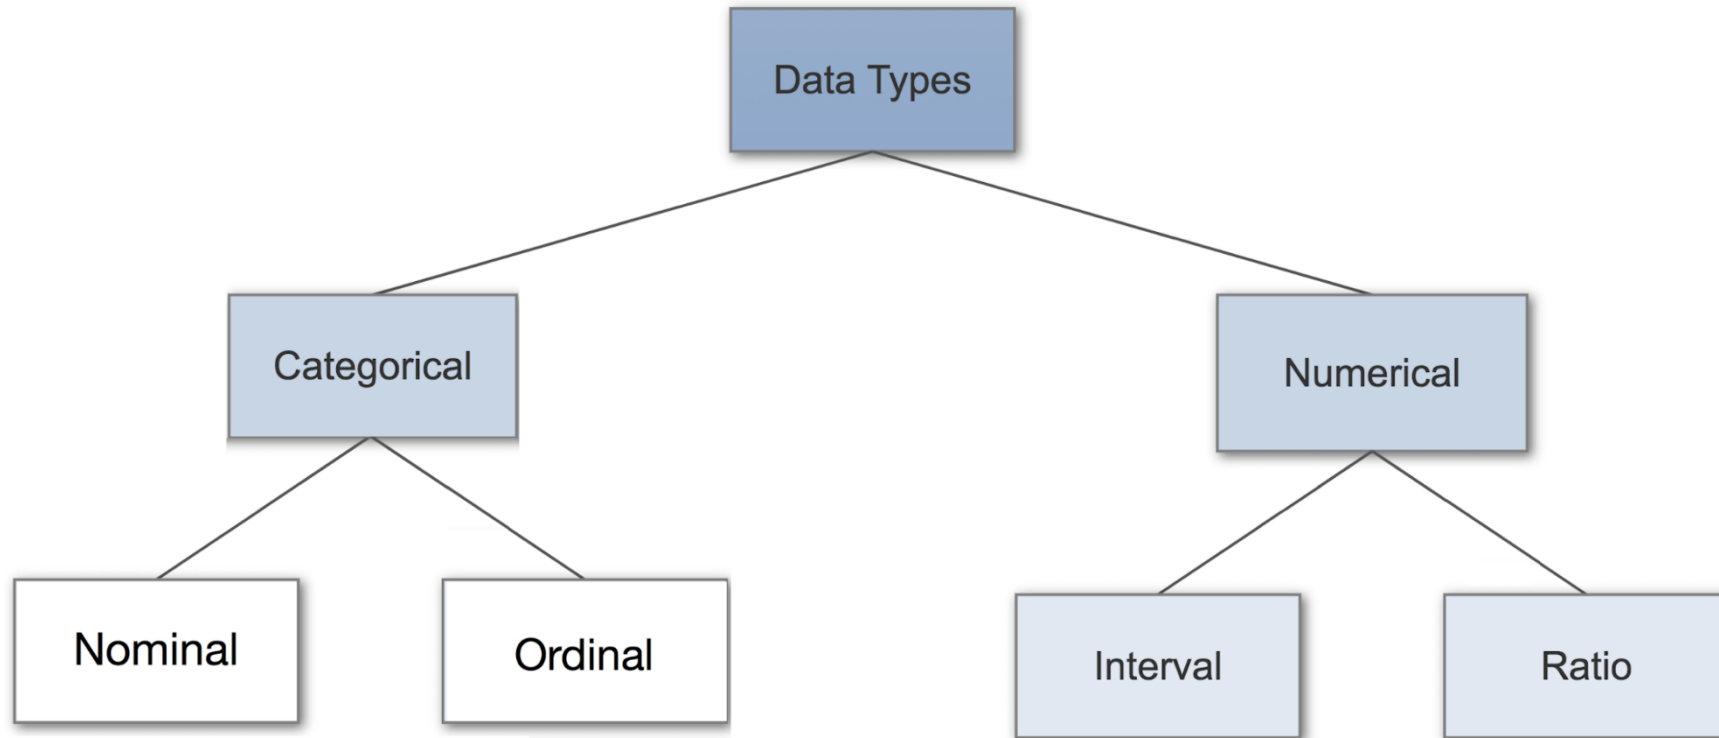 Data Types
Categorical
Numerical
Nominal
Ordinal
Interval
Ratio